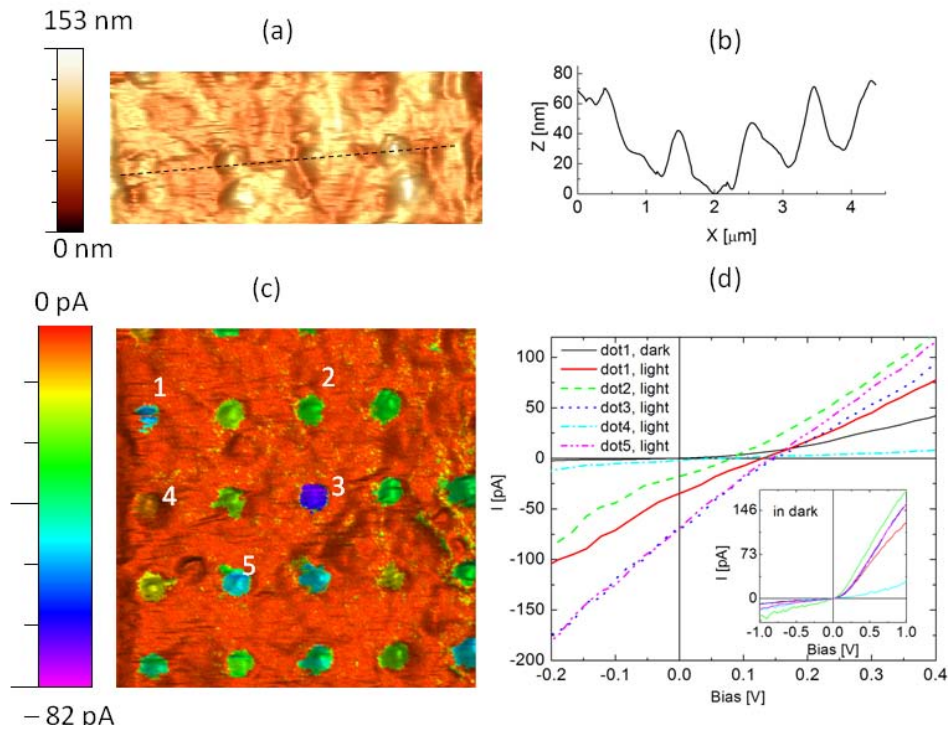 153 nm
0 nm
(a)
(b)
80
60
40
20
0
Z [nm]
0 1 2 3 4
X [μm]
0 pA
− 82 pA
(c)
1
2
3
4
5
(d)
100
50
0
-50
-100
-150
-200
I [pA]
dot1, dark
dot1, light
dot2, light
dot3, light
dot4, light
dot5, light
in dark
146
73
0
I [pA]
-1.0 -0.5 0.0 0.5 1.0
Bias [V]
-0.2 -0.1 0.0 0.1 0.2 0.3 0.4
Bias [V]